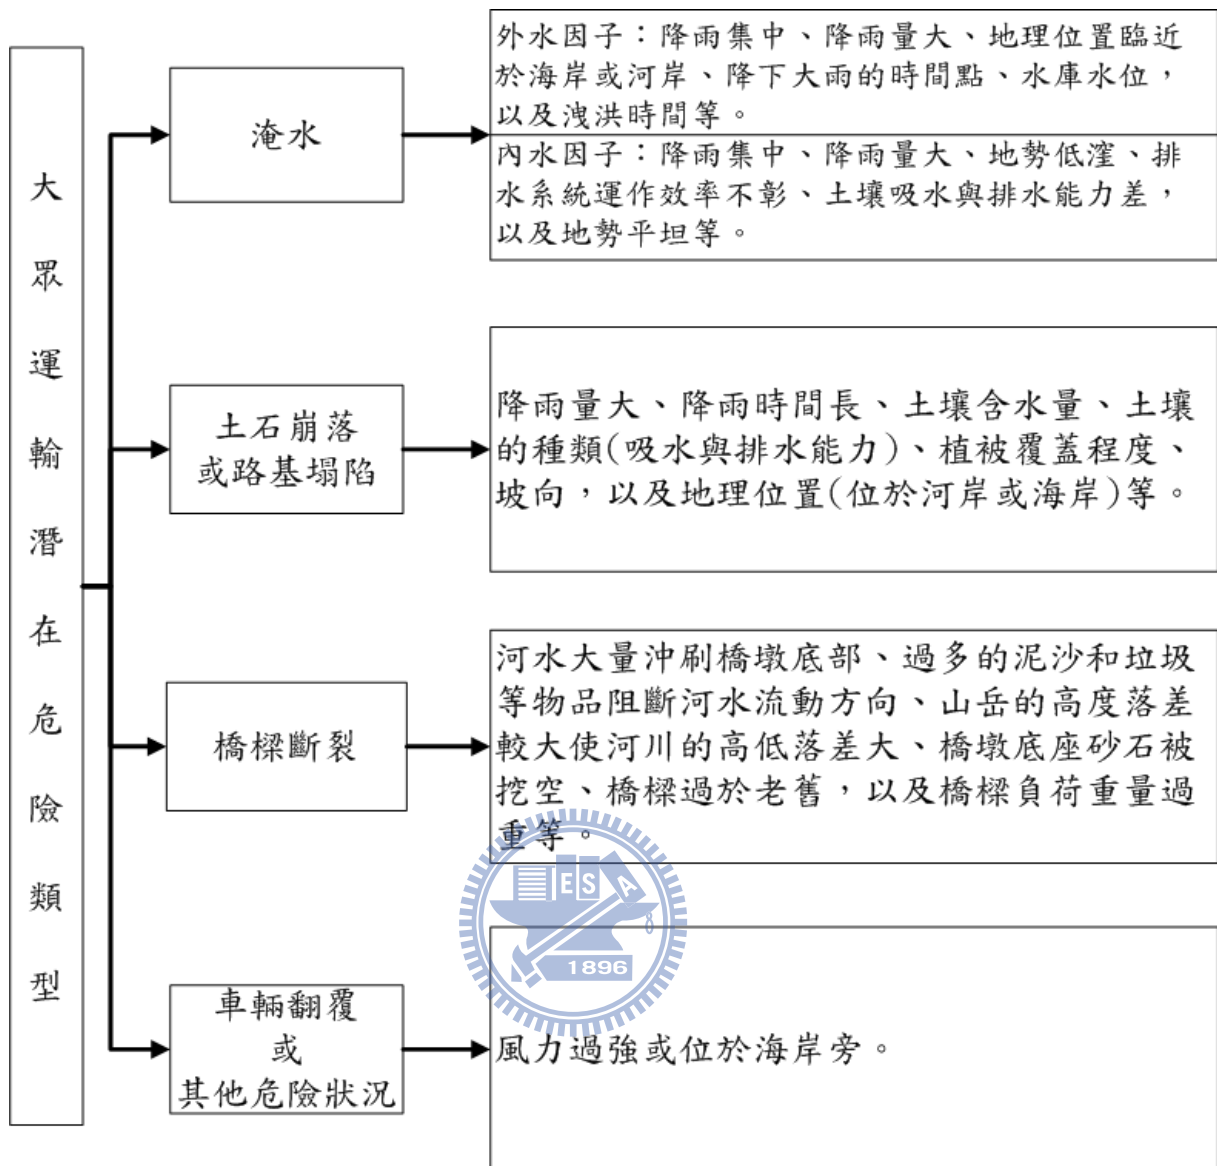 大眾運輸潛在危險類型
淹水
外水因子：降雨集中、降雨量大、地理位置臨近
於海岸或河岸、降下大雨的時間點、水庫水位，
以及洩洪時間等。
內水因子：降雨集中、降雨量大、地勢低窪、排
水系統運作效率不彰、土壤吸水與排水能力差，
以及地勢平坦等。
土石崩落
或路基塌陷
降雨量大、降雨時間長、土壤含水量、土壤
的種類(吸水與排水能力)、植被覆蓋程度、
坡向，以及地理位置(位於河岸或海岸)等。
橋樑斷裂
河水大量沖刷橋墩底部、過多的泥沙和垃圾
等物品阻斷河水流動方向、山岳的高度落差
較大使河川的高低落差大、橋墩底座砂石被
挖空、橋樑過於老舊，以及橋樑負荷重量過
重等。
ESA
1896
車輛翻覆
或
其他危險狀況
風力過強或位於海岸旁。